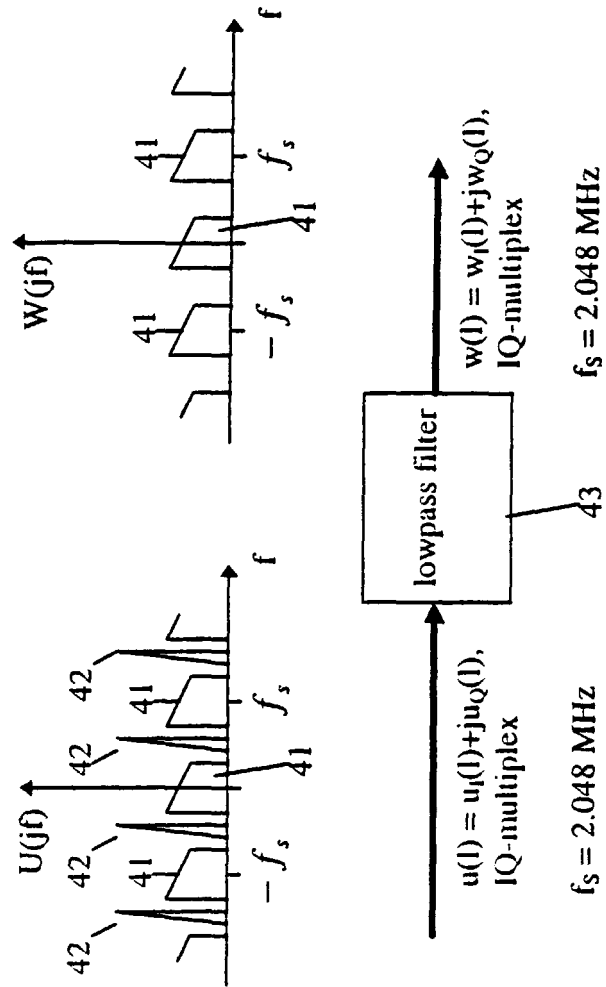 U(jf)
42
42
42
42
41
41
41
– f_s
f_s
f
W(jf)
41
41
41
– f_s
f_s
f
u(l) = u_I(l)+ju_Q(l),
IQ-multiplex
f_S = 2.048 MHz
lowpass filter
43
w(l) = w_I(l)+jw_Q(l),
IQ-multiplex
f_S = 2.048 MHz